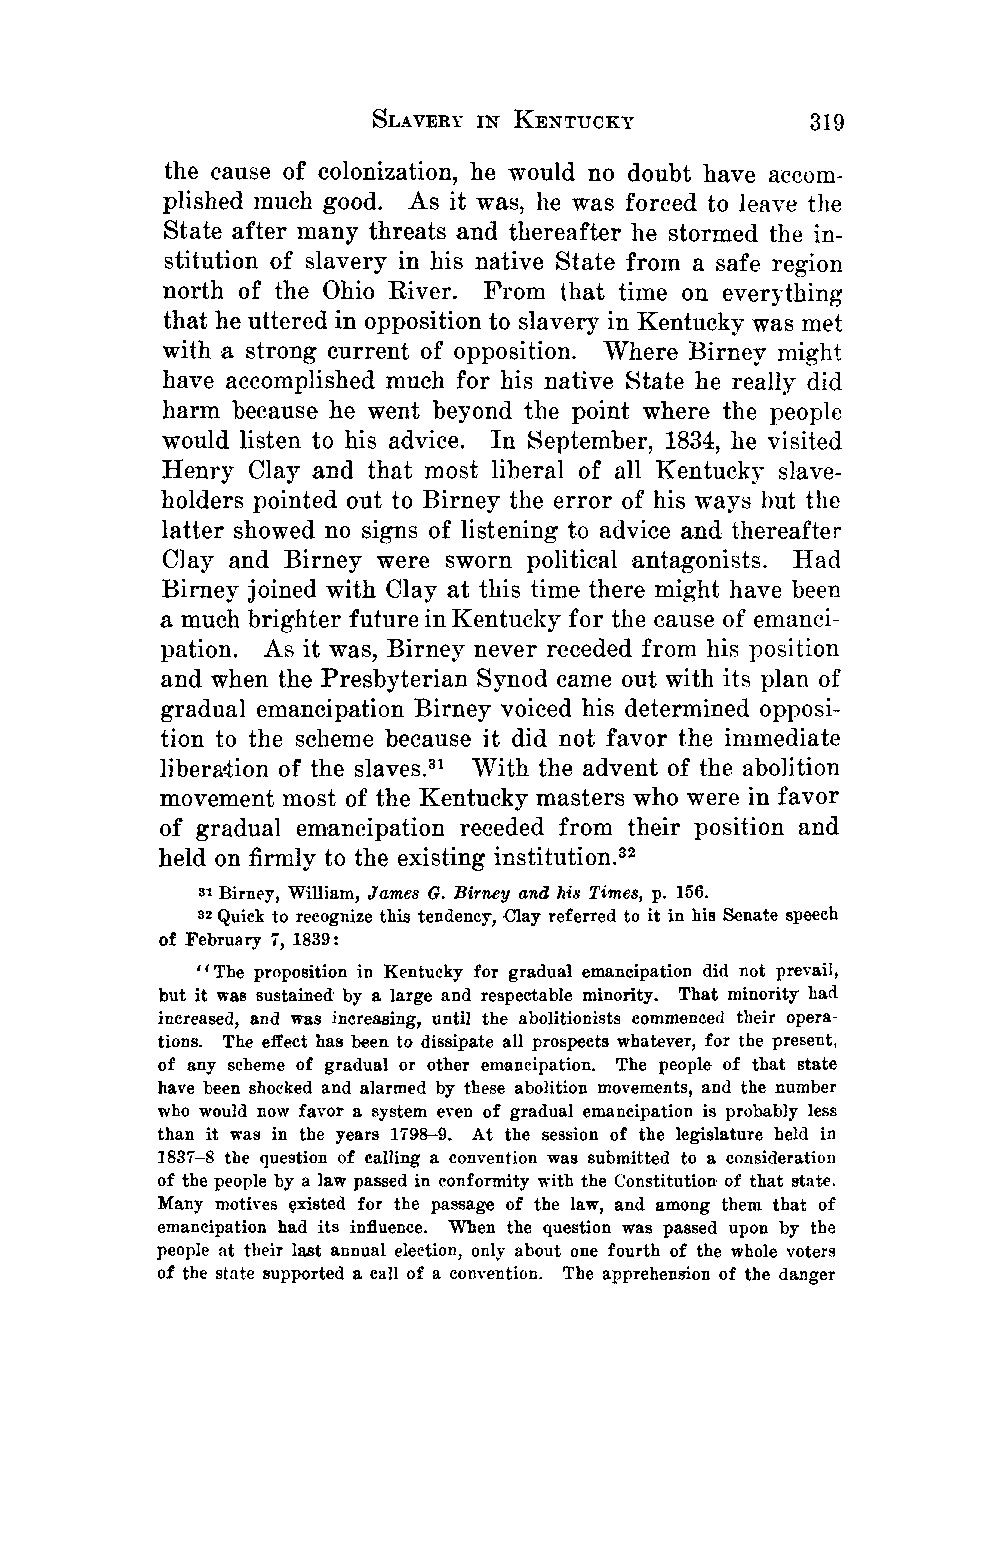 SLAVERY IN KENTUCKY 319
the cause of colonization, he would no doubt have accom-
plished much good. As it was, he was forced to leave the
State after many threats and thereafter he stormed the in-
stitution of slavery in his native State from a safe region
north of the Ohio River. From that time on everything
that he uttered in opposition to slavery in Kentucky was met
with a strong current of opposition. Where Birney might
have accomplished much for his native State he really did
harm because he went beyond the point where the people
would listen to his advice. In September, 1834, he visited
Henry Clay and that most liberal of all Kentucky slave-
holders pointed out to Birney the error of his ways but the
latter showed no signs of listening to advice and thereafter
Clay and Birney were sworn political antagonists. Had
Birney joined with Clay at this time there might have been
a much brighter future in Kentucky for the cause of emanci-
pation. As it was, Birney never receded from his position
and when the Presbyterian Synod came out with its plan of
gradual emancipation Birney voiced his determined opposi-
tion to the scheme because it did not favor the immediate
liberation of the slaves.³¹ With the advent of the abolition
movement most of the Kentucky masters who were in favor
of gradual emancipation receded from their position and
held on firmly to the existing institution.³²
³¹ Birney, William, James G. Birney and his Times, p. 156.
³² Quick to recognize this tendency, Clay referred to it in his Senate speech
of February 7, 1839:
"The proposition in Kentucky for gradual emancipation did not prevail,
but it was sustained by a large and respectable minority. That minority had
increased, and was increasing, until the abolitionists commenced their opera-
tions. The effect has been to dissipate all prospects whatever, for the present,
of any scheme of gradual or other emancipation. The people of that state
have been shocked and alarmed by these abolition movements, and the number
who would now favor a system even of gradual emancipation is probably less
than it was in the years 1798–9. At the session of the legislature held in
1837–8 the question of calling a convention was submitted to a consideration
of the people by a law passed in conformity with the Constitution of that state.
Many motives existed for the passage of the law, and among them that of
emancipation had its influence. When the question was passed upon by the
people at their last annual election, only about one fourth of the whole voters
of the state supported a call of a convention. The apprehension of the danger